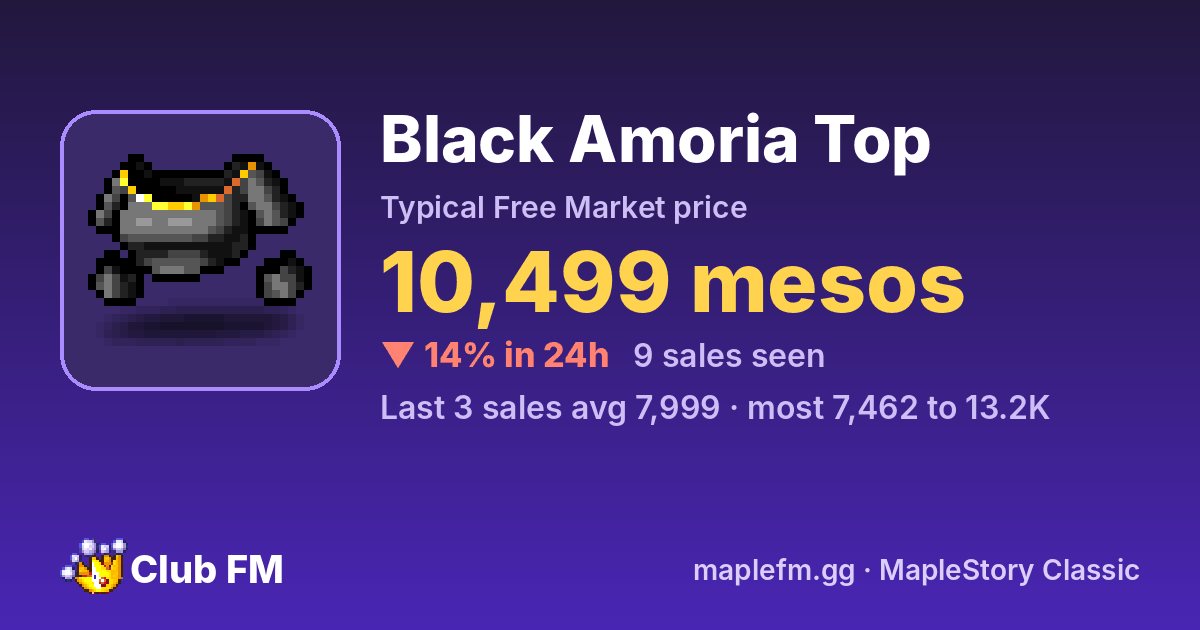 Black Amoria Top
Typical Free Market price
10,499 mesos
▼ 14% in 24h 9 sales seen
Last 3 sales avg 7,999 · most 7,462 to 13.2K
Club FM
maplefm.gg · MapleStory Classic